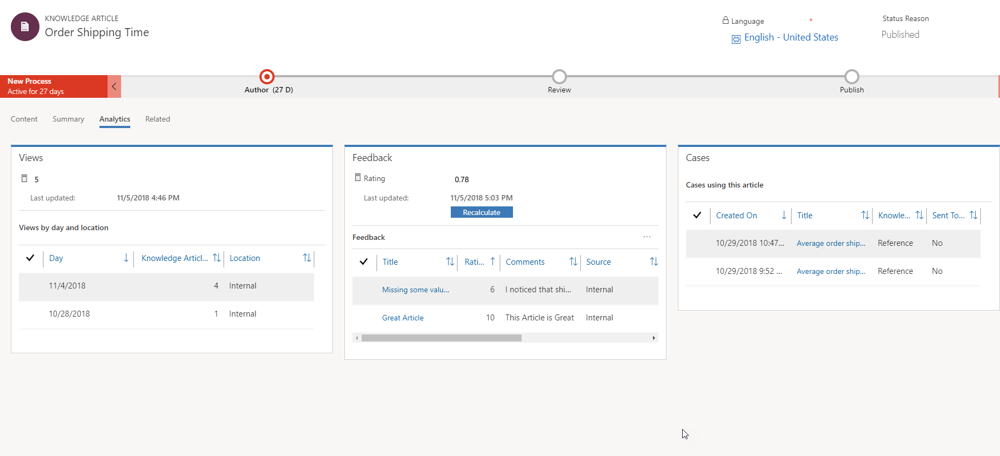 KNOWLEDGE ARTICLE
Order Shipping Time
Language *
English - United States
Status Reason
Published
New Process
Active for 27 days
Author (27 D)
Review
Publish
Content Summary Analytics Related
Views
5
Last updated: 11/5/2018 4:46 PM
Views by day and location
Day Knowledge Articl... Location
11/4/2018 4 Internal
10/28/2018 1 Internal
Feedback
Rating 0.78
Last updated: 11/5/2018 5:03 PM
Recalculate
Feedback ...
Title Rati... Comments Source
Missing some valu... 6 I noticed that shi... Internal
Great Article 10 This Article is Great Internal
Cases
Cases using this article
Created On Title Knowle... Sent To...
10/29/2018 10:47... Average order ship... Reference No
10/29/2018 9:52 ... Average order ship... Reference No